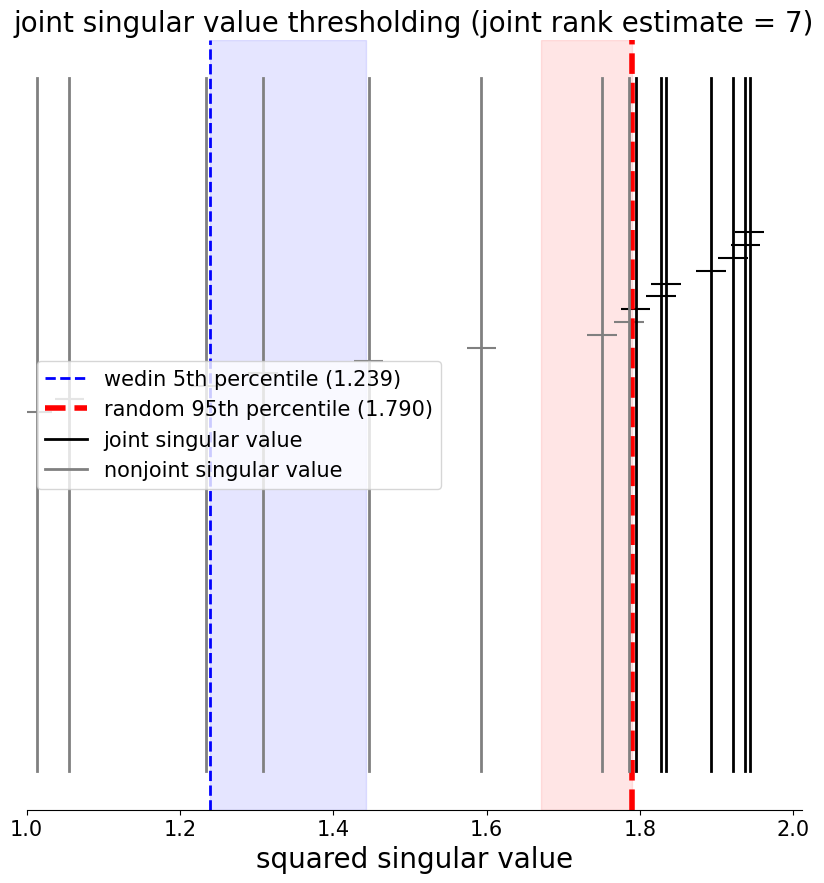 joint singular value thresholding (joint rank estimate = 7)
wedin 5th percentile (1.239)
random 95th percentile (1.790)
joint singular value
nonjoint singular value
1.0 1.2 1.4 1.6 1.8 2.0
squared singular value